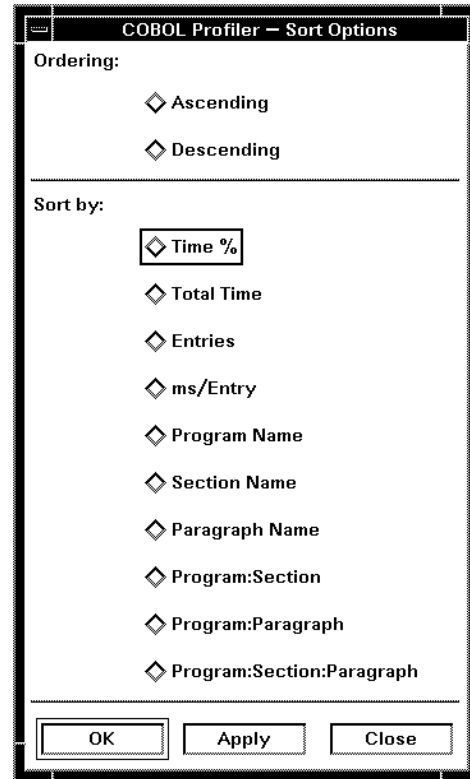 COBOL Profiler – Sort Options
Ordering:
Ascending
Descending
Sort by:
Time %
Total Time
Entries
ms/Entry
Program Name
Section Name
Paragraph Name
Program:Section
Program:Paragraph
Program:Section:Paragraph
OK Apply Close